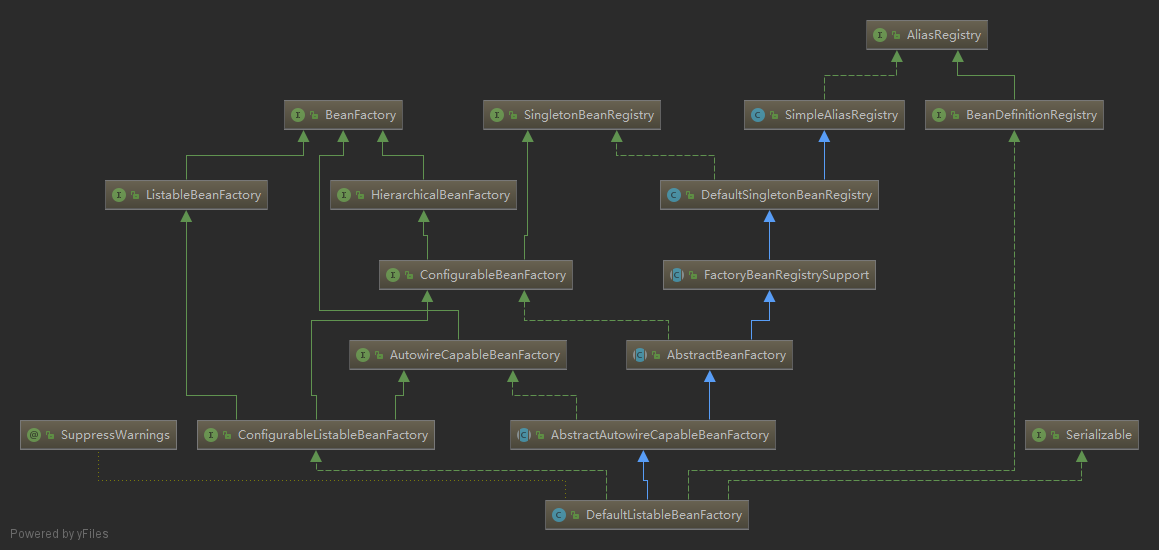 AliasRegistry
BeanFactory
SingletonBeanRegistry
SimpleAliasRegistry
BeanDefinitionRegistry
ListableBeanFactory
HierarchicalBeanFactory
DefaultSingletonBeanRegistry
ConfigurableBeanFactory
FactoryBeanRegistrySupport
AutowireCapableBeanFactory
AbstractBeanFactory
SuppressWarnings
ConfigurableListableBeanFactory
AbstractAutowireCapableBeanFactory
Serializable
DefaultListableBeanFactory
Powered by yFiles